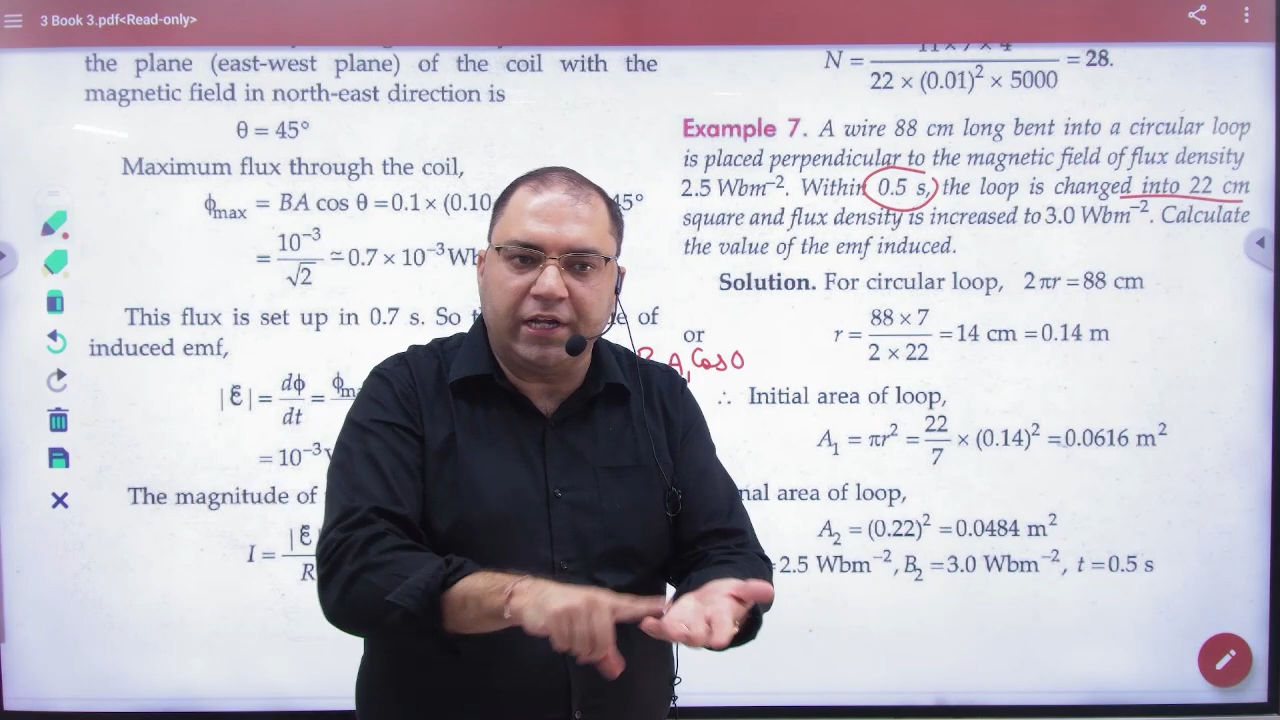 3 Book 3.pdf<Read-only>
the plane (east-west plane) of the coil with the
magnetic field in north-east direction is
θ = 45°
Maximum flux through the coil,
ϕmax = BA cos θ = 0.1 × (0.10 45°
= 10⁻³/√2 ≃ 0.7 × 10⁻³ Wb
This flux is set up in 0.7 s. So of
induced emf,
|ℰ| = dϕ/dt =
= 10⁻³
The magnitude of
I = |ℰ|/R
N = 11 × 7 × 4 / 22 × (0.01)² × 5000 = 28.
Example 7. A wire 88 cm long bent into a circular loop
is placed perpendicular to the magnetic field of flux density
2.5 Wbm⁻². Within 0.5 s, the loop is changed into 22 cm
square and flux density is increased to 3.0 Wbm⁻². Calculate
the value of the emf induced.
Solution. For circular loop, 2πr = 88 cm
or r = 88 × 7 / 2 × 22 = 14 cm = 0.14 m
A₁ Cos0
∴ Initial area of loop,
A₁ = πr² = 22/7 × (0.14)² = 0.0616 m²
area of loop,
A₂ = (0.22)² = 0.0484 m²
2.5 Wbm⁻², B₂ = 3.0 Wbm⁻², t = 0.5 s